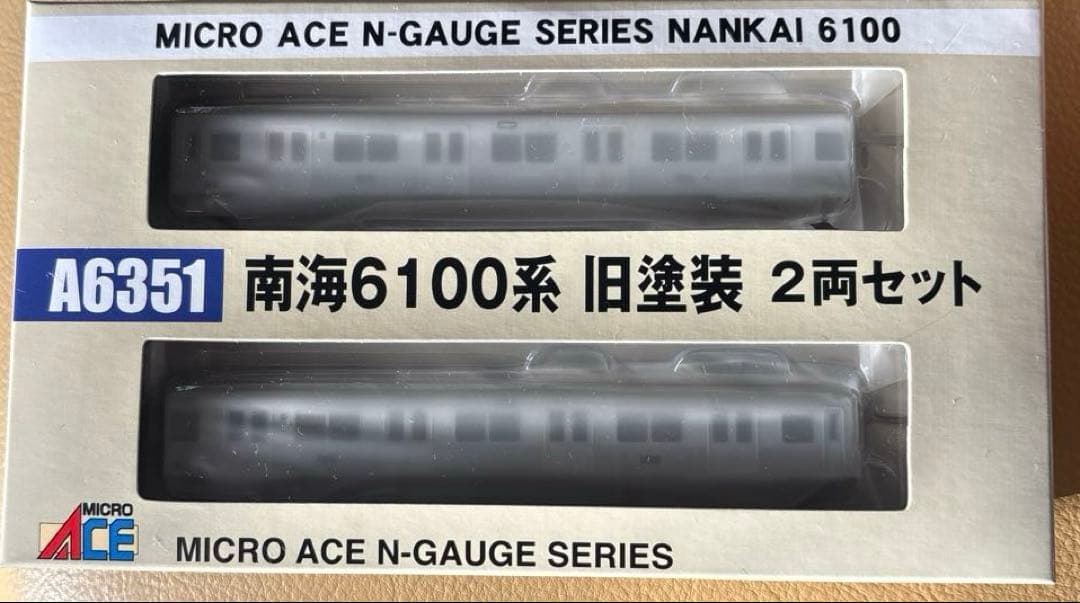 MICRO ACE N-GAUGE SERIES NANKAI 6100
A6351 南海6100系 旧塗装 2両セット
MICRO ACE
MICRO ACE N-GAUGE SERIES